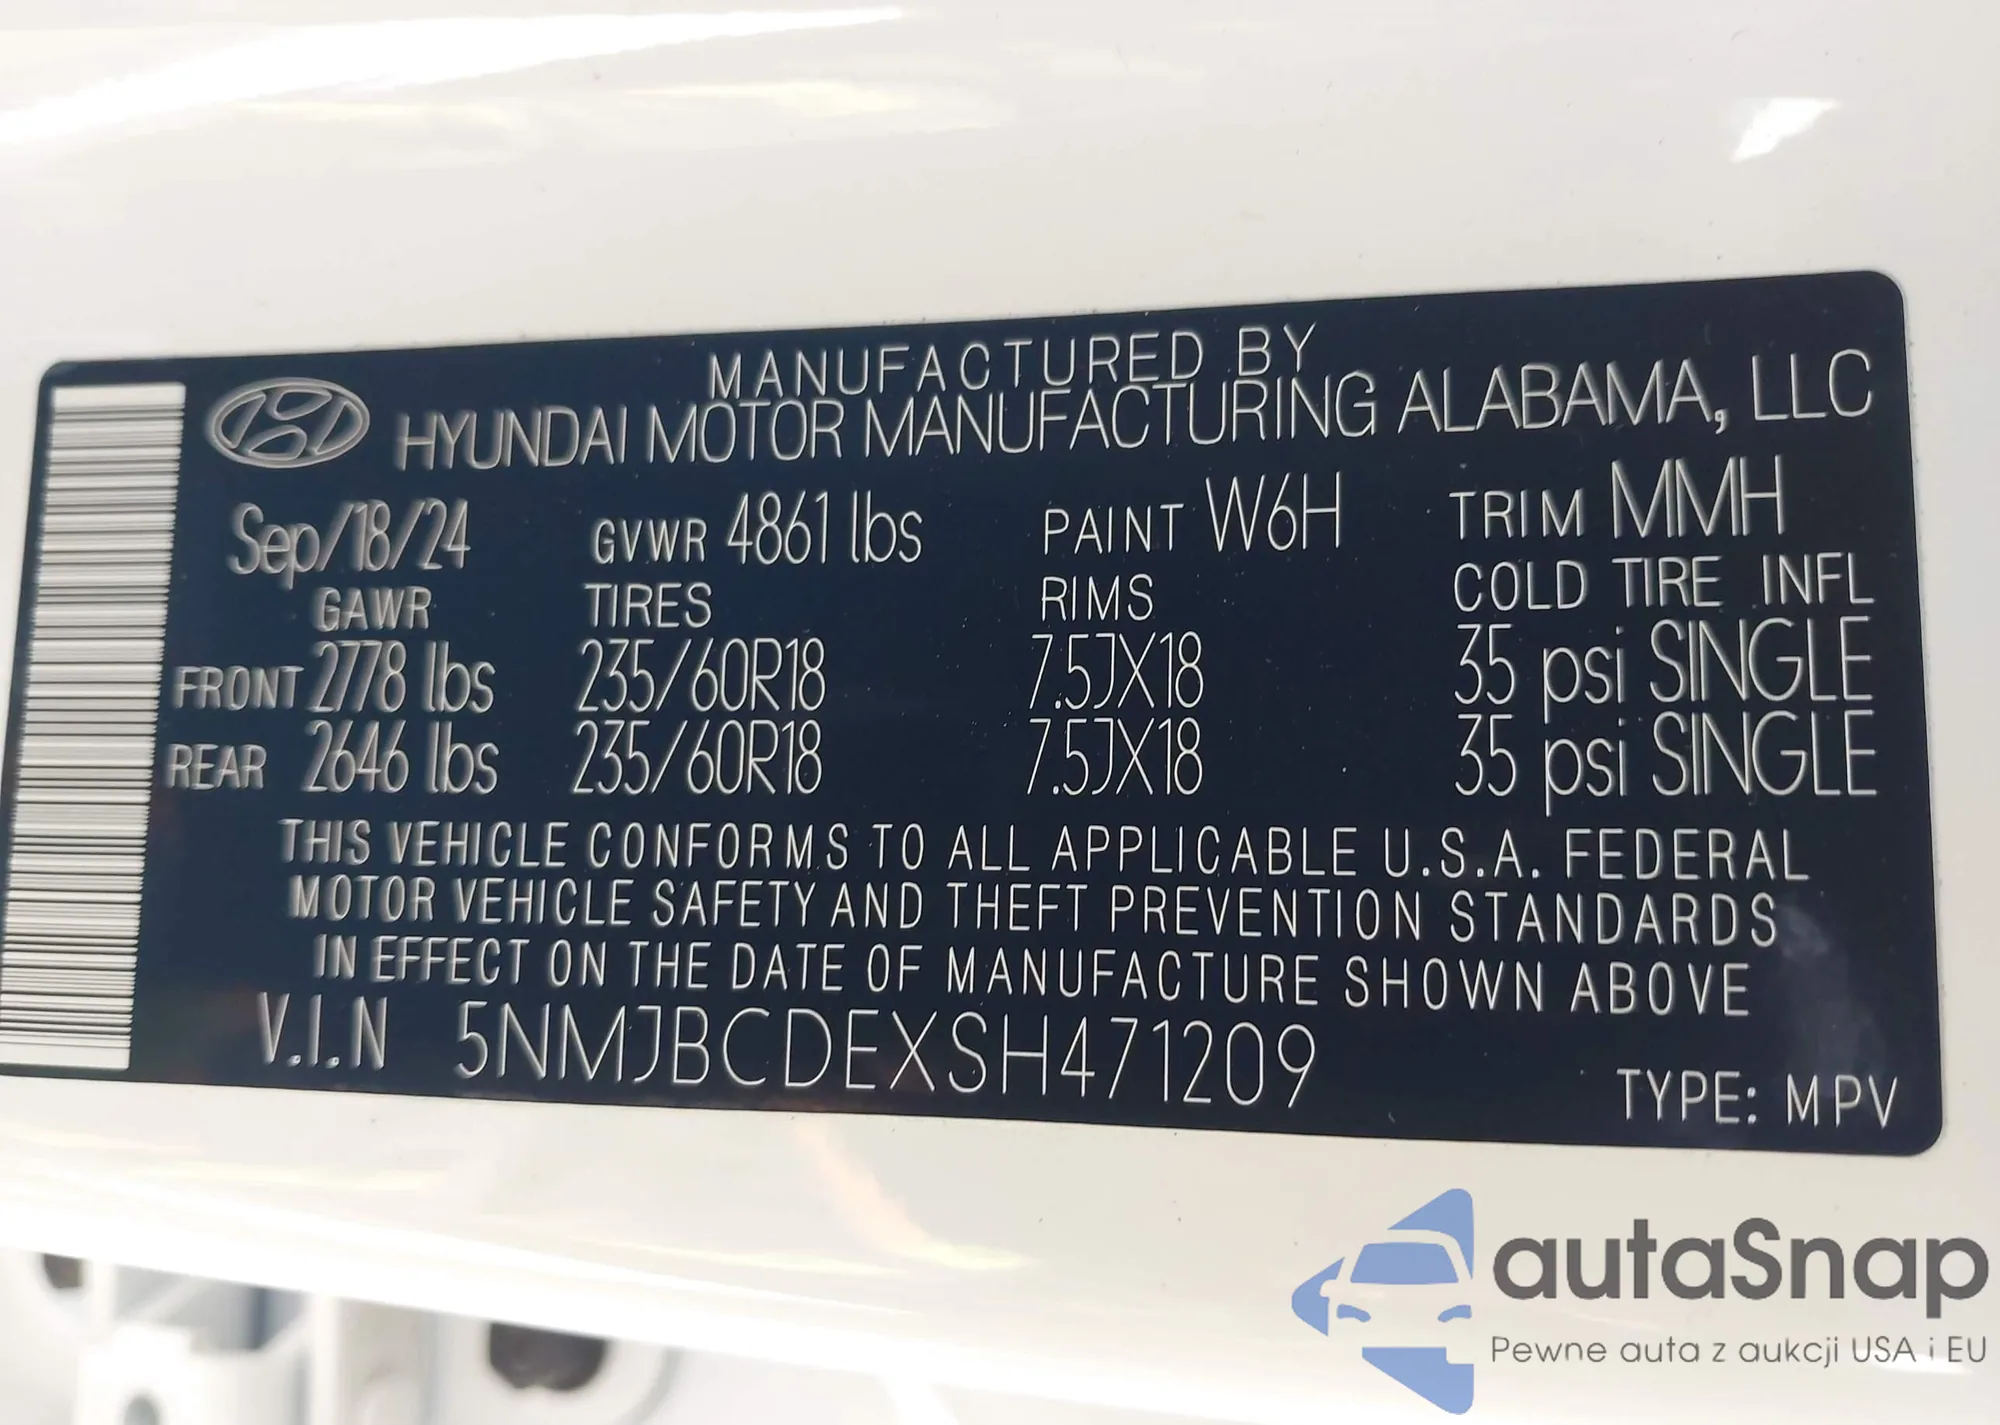 MANUFACTURED BY
HYUNDAI MOTOR MANUFACTURING ALABAMA, LLC
Sep/18/24 GVWR 4861 lbs PAINT W6H TRIM MMH
GAWR TIRES RIMS COLD TIRE INFL
FRONT 2778 lbs 235/60R18 7.5JX18 35 psi SINGLE
REAR 2646 lbs 235/60R18 7.5JX18 35 psi SINGLE
THIS VEHICLE CONFORMS TO ALL APPLICABLE U.S.A. FEDERAL
MOTOR VEHICLE SAFETY AND THEFT PREVENTION STANDARDS
IN EFFECT ON THE DATE OF MANUFACTURE SHOWN ABOVE
V.I.N 5NMJBCDEXSH471209
TYPE: MPV
autaSnap
Pewne auta z aukcji USA i EU